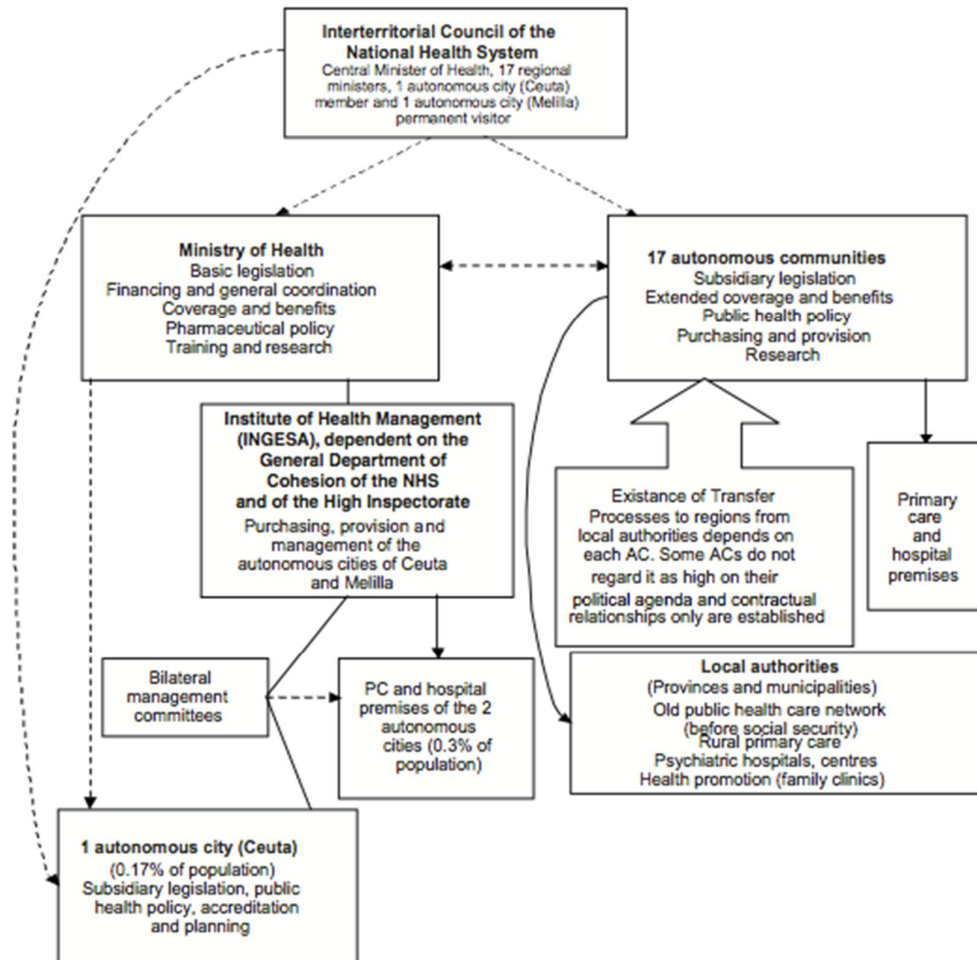 Interterritorial Council of the
National Health System
Central Minister of Health, 17 regional
ministers, 1 autonomous city (Ceuta)
member and 1 autonomous city (Melilla)
permanent visitor
Ministry of Health
Basic legislation
Financing and general coordination
Coverage and benefits
Pharmaceutical policy
Training and research
17 autonomous communities
Subsidiary legislation
Extended coverage and benefits
Public health policy
Purchasing and provision
Research
Institute of Health Management
(INGESA), dependent on the
General Department of
Cohesion of the NHS
and of the High Inspectorate
Purchasing, provision and
management of the
autonomous cities of Ceuta
and Melilla
Existance of Transfer
Processes to regions from
local authorities depends on
each AC. Some ACs do not
regard it as high on their
political agenda and contractual
relationships only are established
Primary
care
and
hospital
premises
Bilateral
management
committees
PC and hospital
premises of the 2
autonomous
cities (0.3% of
population)
Local authorities
(Provinces and municipalities)
Old public health care network
(before social security)
Rural primary care
Psychiatric hospitals, centres
Health promotion (family clinics)
1 autonomous city (Ceuta)
(0.17% of population)
Subsidiary legislation, public
health policy, accreditation
and planning